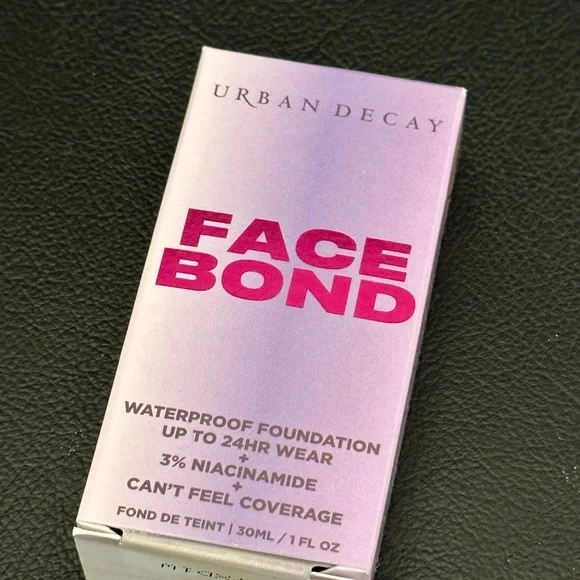 URBAN DECAY
FACE
BOND
WATERPROOF FOUNDATION
UP TO 24HR WEAR
+
3% NIACINAMIDE
+
CAN'T FEEL COVERAGE
FOND DE TEINT | 30ML / 1 FL OZ